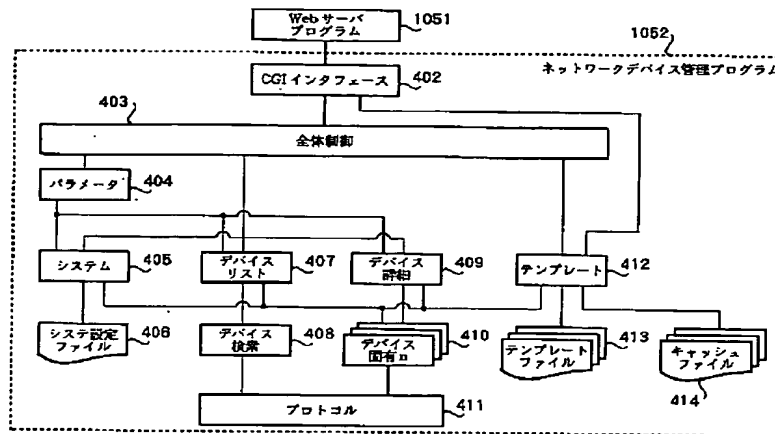 Webサーバ
プログラム
1051
1052
ネットワークデバイス管理プログラム
CGIインタフェース
402
403
全体制御
パラメータ
404
システム
405
デバイス
リスト
407
デバイス
詳細
409
テンプレート
412
システ設定
ファイル
406
デバイス
検索
408
デバイス
固有ロ
410
テンプレート
ファイル
413
キャッシュ
ファイル
414
プロトコル
411